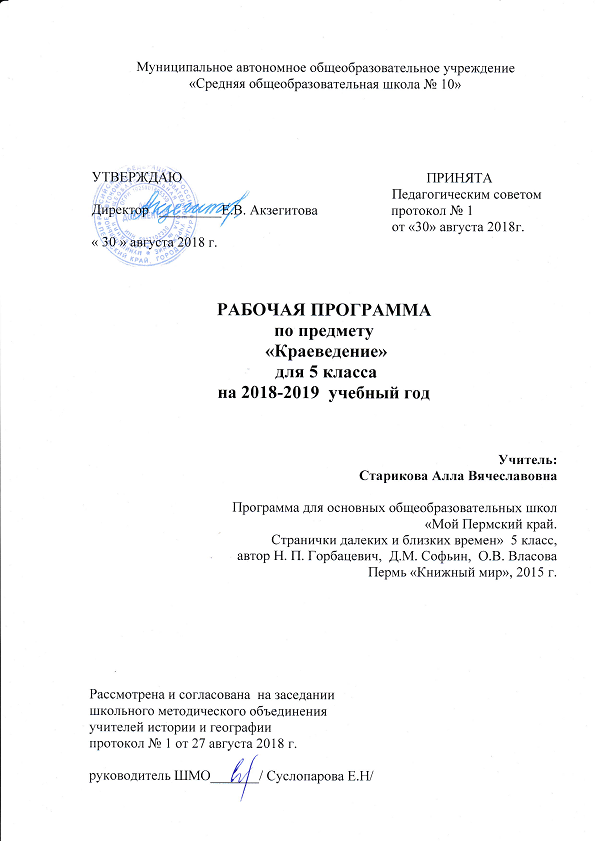 Муниципальное автономное общеобразовательное учреждение
«Средняя общеобразовательная школа № 10»
УТВЕРЖДАЮ
Директор __________Е.В. Акзегитова
« 30 » августа 2018 г.
ПРИНЯТА
Педагогическим советом
протокол № 1
от «30» августа 2018г.
РАБОЧАЯ ПРОГРАММА
по предмету
«Краеведение»
для 5 класса
на 2018-2019 учебный год
Учитель:
Старикова Алла Вячеславовна
Программа для основных общеобразовательных школ
«Мой Пермский край.
Странички далеких и близких времен» 5 класс,
автор Н. П. Горбацевич, Д.М. Софьин, О.В. Власова
Пермь «Книжный мир», 2015 г.
Рассмотрена и согласована на заседании
школьного методического объединения
учителей истории и географии
протокол № 1 от 27 августа 2018 г.
руководитель ШМО_______/ Суслопарова Е.Н/